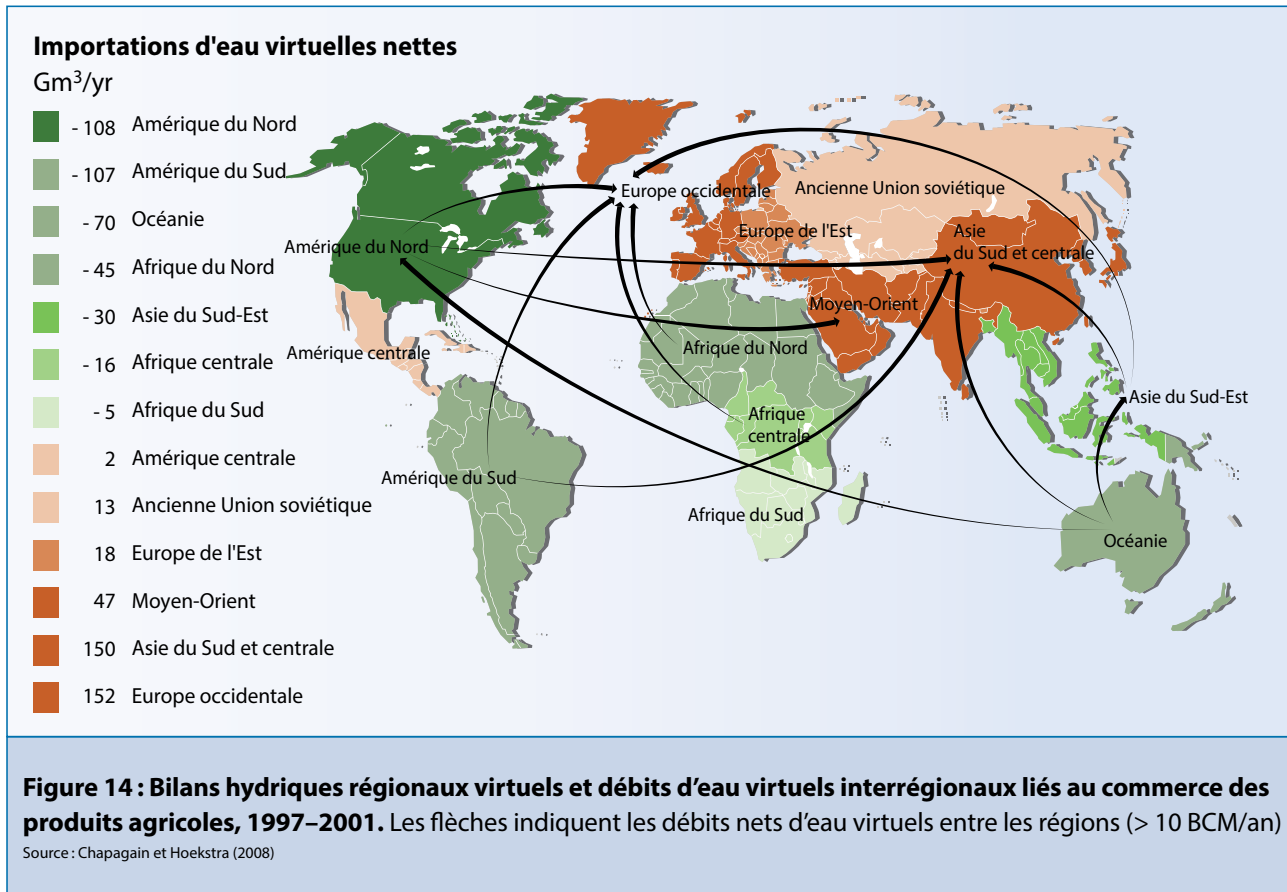 Importations d'eau virtuelles nettes
Gm³/yr
- 108 Amérique du Nord
- 107 Amérique du Sud
- 70 Océanie
- 45 Afrique du Nord
- 30 Asie du Sud-Est
- 16 Afrique centrale
- 5 Afrique du Sud
2 Amérique centrale
13 Ancienne Union soviétique
18 Europe de l'Est
47 Moyen-Orient
150 Asie du Sud et centrale
152 Europe occidentale
Europe occidentale
Ancienne Union soviétique
Amérique du Nord
Europe de l'Est
Asie
du Sud et centrale
Moyen-Orient
Amérique centrale
Afrique du Nord
Asie du Sud-Est
Afrique
centrale
Amérique du Sud
Afrique du Sud
Océanie
Figure 14 : Bilans hydriques régionaux virtuels et débits d’eau virtuels interrégionaux liés au commerce des
produits agricoles, 1997–2001. Les flèches indiquent les débits nets d’eau virtuels entre les régions (> 10 BCM/an)
Source : Chapagain et Hoekstra (2008)